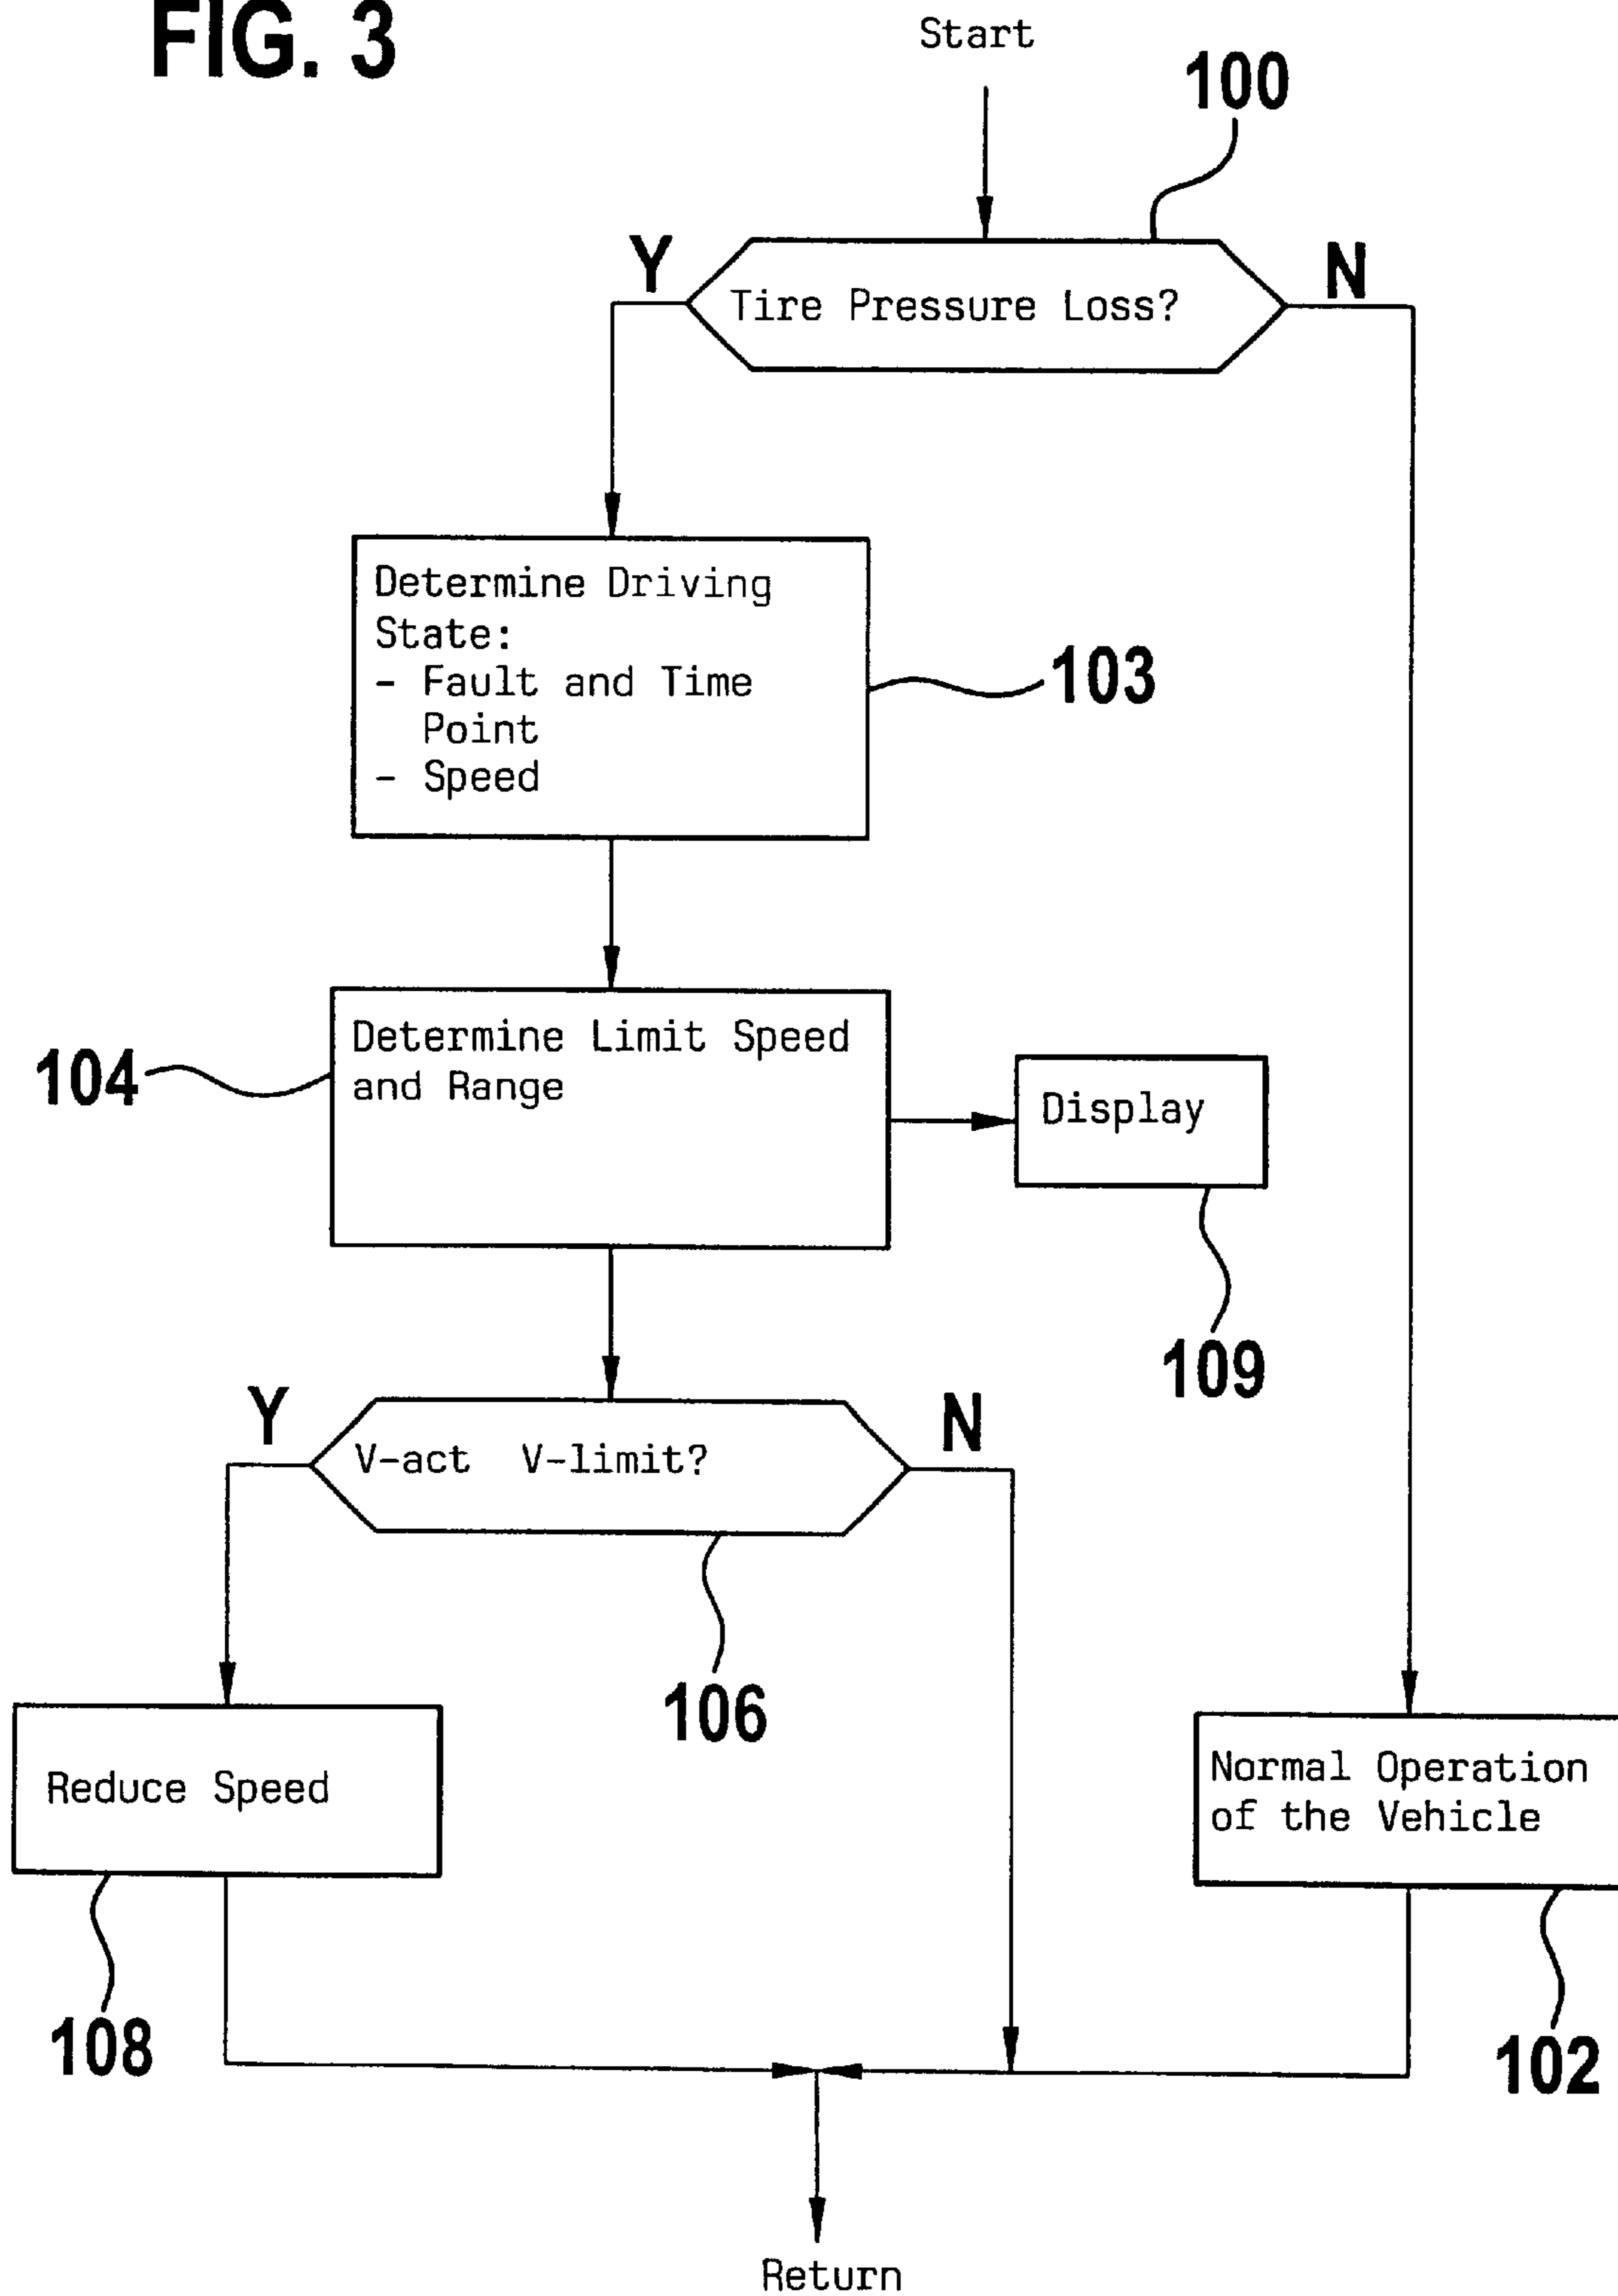 FIG. 3
Start
100
Y
N
Tire Pressure Loss?
Determine Driving
State:
- Fault and Time
Point
- Speed
103
Determine Limit Speed
and Range
104
Display
109
Y
N
V-act V-limit?
106
Reduce Speed
Normal Operation
of the Vehicle
108
102
Return